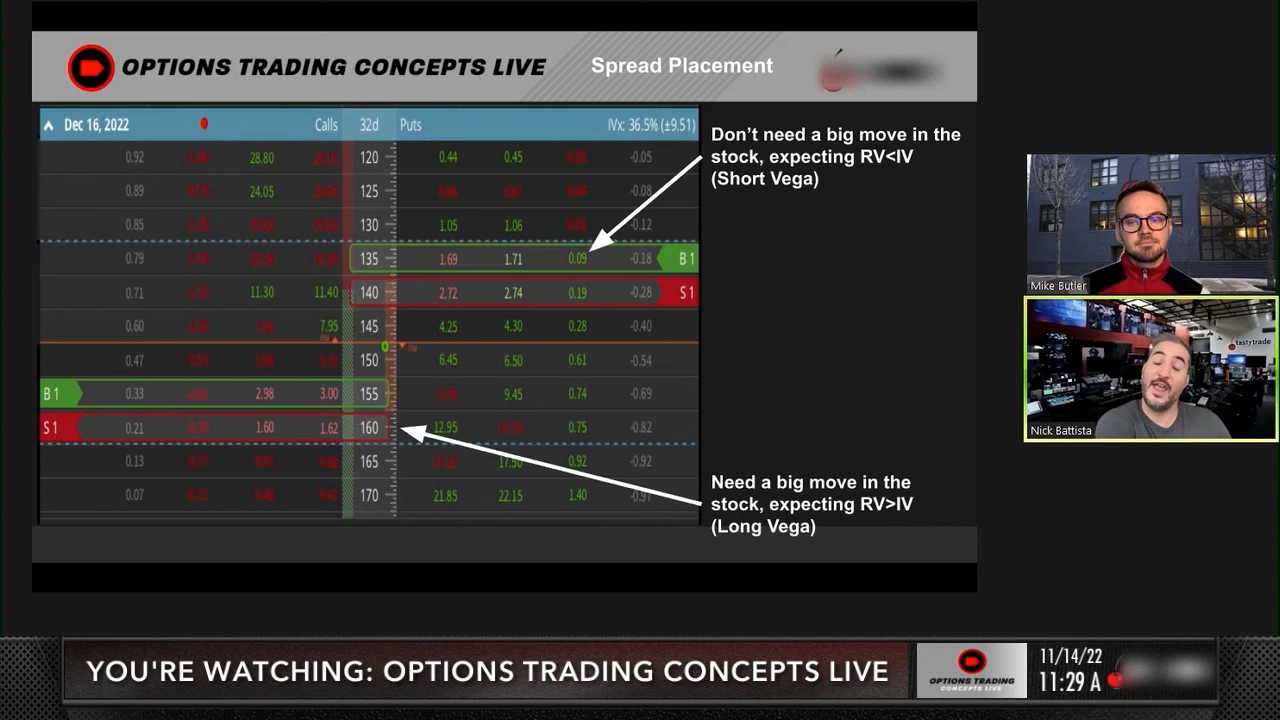 OPTIONS TRADING CONCEPTS LIVE
Spread Placement
Dec 16, 2022 Calls 32d Puts IVx: 36.5% (±9.51)
0.92 28.80 120 0.44 0.45 -0.05
0.89 24.05 125 -0.08
0.85 130 1.05 1.06 -0.12
0.79 135 1.69 1.71 0.09 -0.18 B 1
0.71 11.30 11.40 140 2.72 2.74 0.19 -0.28 S 1
0.60 7.95 145 4.25 4.30 0.28 -0.40
0.47 150 6.45 6.50 0.61 -0.54
B 1 0.33 2.98 3.00 155 9.45 0.74 -0.69
S 1 0.21 1.60 1.62 160 12.95 0.75 -0.82
0.13 165 17.50 0.92 -0.92
0.07 170 21.85 22.15 1.40 -0.97
Don't need a big move in the
stock, expecting RV<IV
(Short Vega)
Need a big move in the
stock, expecting RV>IV
(Long Vega)
Mike Butler
tastytrade
Nick Battista
YOU'RE WATCHING: OPTIONS TRADING CONCEPTS LIVE
OPTIONS TRADING
CONCEPTS LIVE
11/14/22
11:29 A